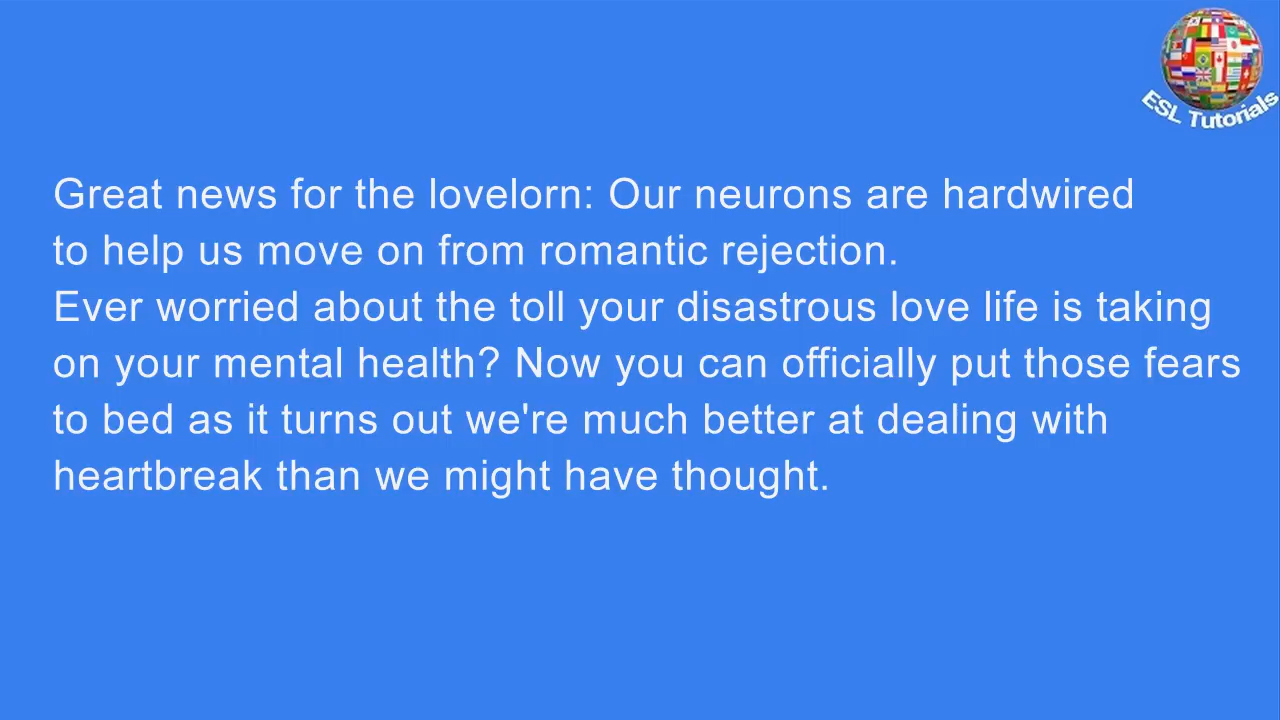 ESL Tutorials
Great news for the lovelorn: Our neurons are hardwired
to help us move on from romantic rejection.
Ever worried about the toll your disastrous love life is taking
on your mental health? Now you can officially put those fears
to bed as it turns out we're much better at dealing with
heartbreak than we might have thought.